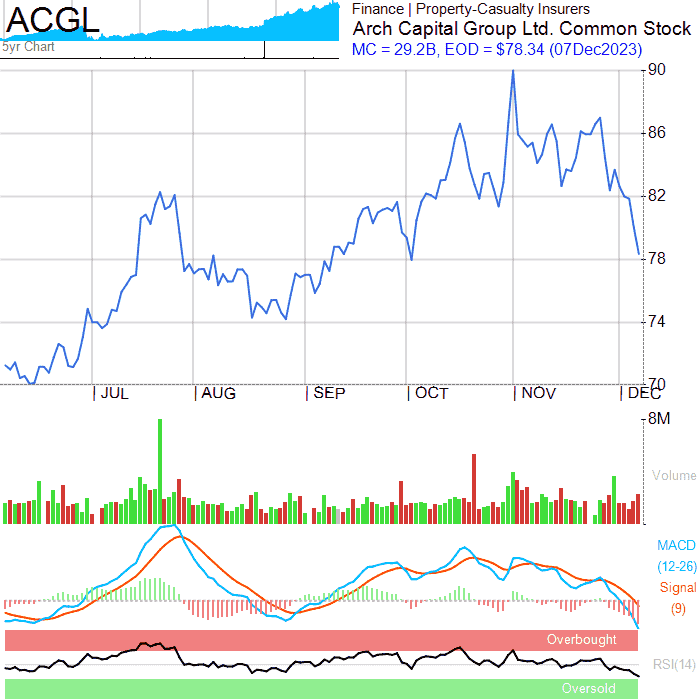 ACGL
5yr Chart
Finance | Property-Casualty Insurers
Arch Capital Group Ltd. Common Stock
MC = 29.2B, EOD = $78.34 (07Dec2023)
90
86
82
78
74
70
JUL AUG SEP OCT NOV DEC
8M
Volume
MACD
(12-26)
Signal
(9)
Overbought
RSI(14)
Oversold